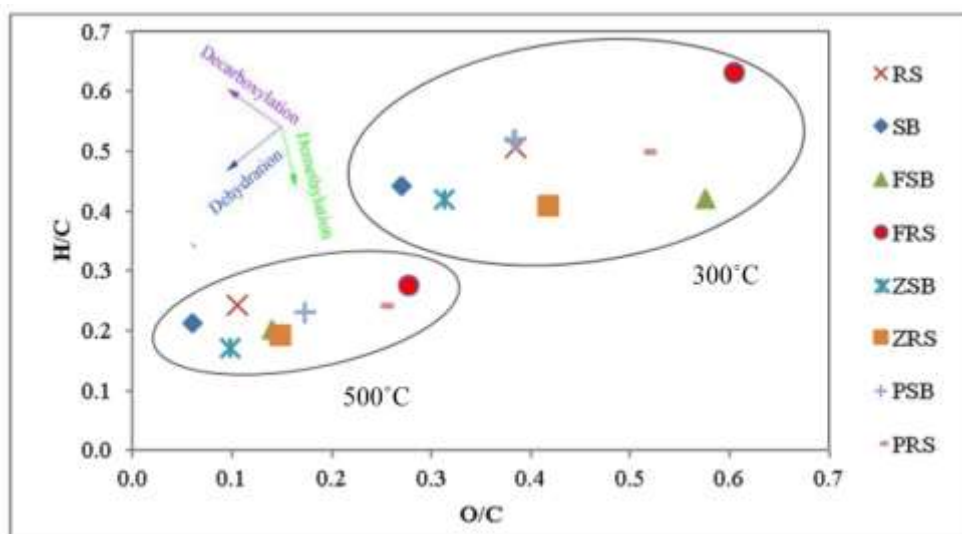 0.7
0.6
0.5
0.4
0.3
0.2
0.1
0.0
H/C
Decarboxylation
Dehydration
Demethylation
300˚C
500˚C
0.0 0.1 0.2 0.3 0.4 0.5 0.6 0.7
O/C
RS
SB
FSB
FRS
ZSB
ZRS
PSB
PRS